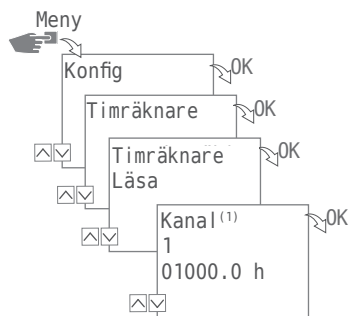 Meny
Konfig
OK
Timräknare
OK
Timräknare
Läsa
OK
Kanal(1)
1
01000.0 h
OK